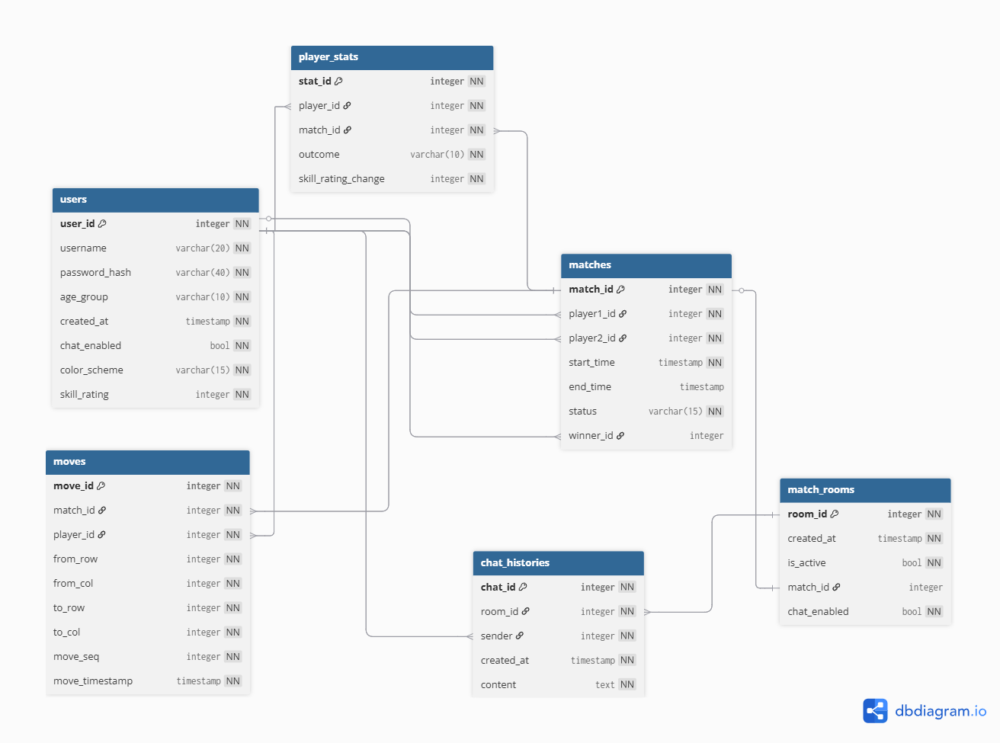 player_stats
stat_id integer NN
player_id integer NN
match_id integer NN
outcome varchar(10) NN
skill_rating_change integer NN
users
user_id integer NN
username varchar(20) NN
password_hash varchar(40) NN
age_group varchar(10) NN
created_at timestamp NN
chat_enabled bool NN
color_scheme varchar(15) NN
skill_rating integer NN
matches
match_id integer NN
player1_id integer NN
player2_id integer NN
start_time timestamp NN
end_time timestamp
status varchar(15) NN
winner_id integer
moves
move_id integer NN
match_id integer NN
player_id integer NN
from_row integer NN
from_col integer NN
to_row integer NN
to_col integer NN
move_seq integer NN
move_timestamp timestamp NN
match_rooms
room_id integer NN
created_at timestamp NN
is_active bool NN
match_id integer
chat_enabled bool NN
chat_histories
chat_id integer NN
room_id integer NN
sender integer NN
created_at timestamp NN
content text NN
dbdiagram.io